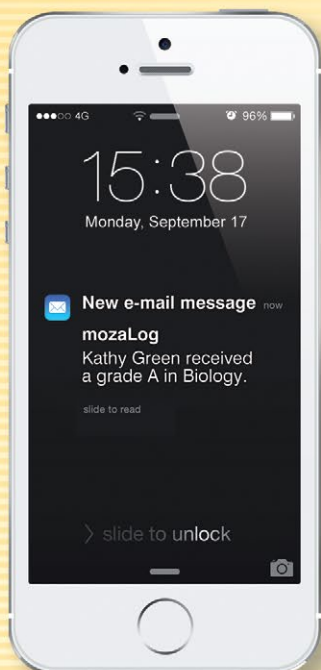 ●●●○○ 4G 96%
15:38
Monday, September 17
New e-mail message now
mozaLog
Kathy Green received
a grade A in Biology.
slide to read
> slide to unlock